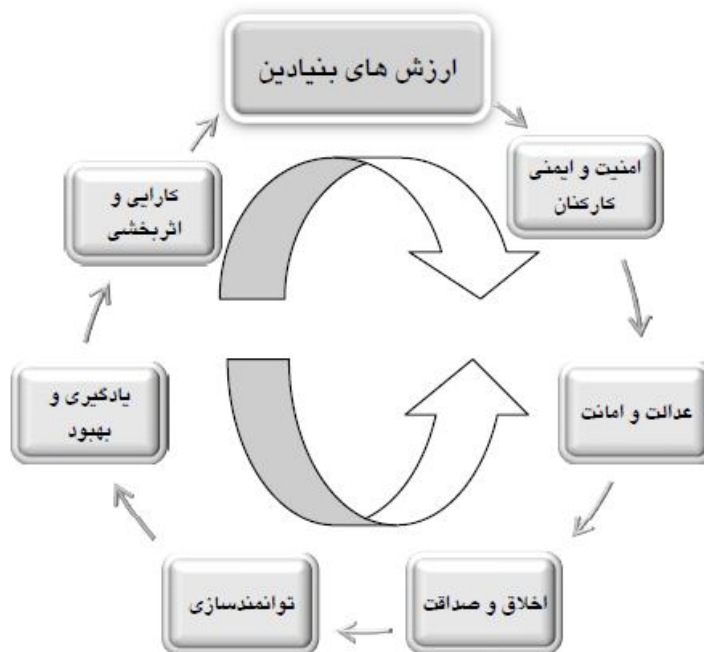 ارزش های بنیادین
امنیت و ایمنی
کارکنان
عدالت و امانت
اخلاق و صداقت
توانمندسازی
یادگیری و
بهبود
کارایی و
اثربخشی